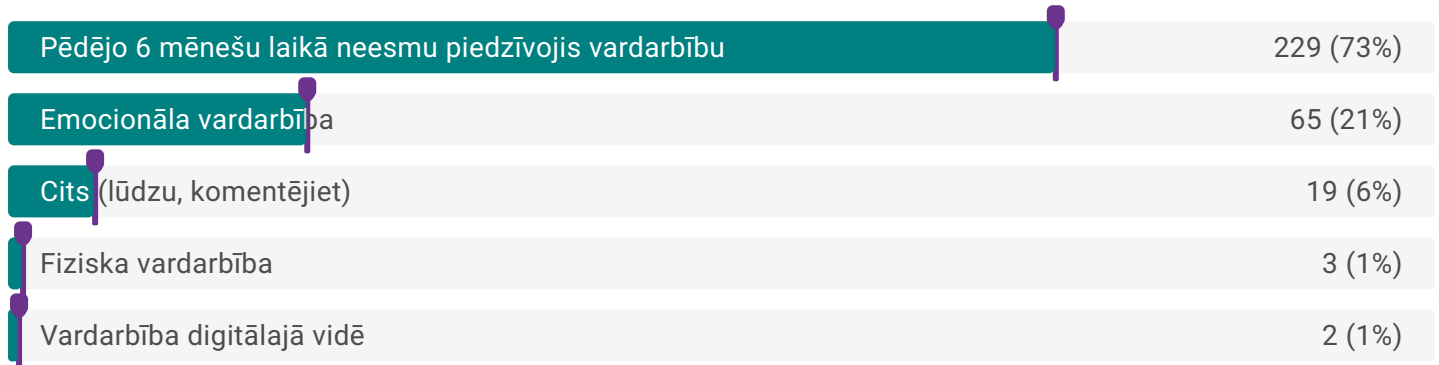 Pēdējo 6 mēnešu laikā neesmu piedzīvojis vardarbību 229 (73%)
Emocionāla vardarbība 65 (21%)
Cits (lūdzu, komentējiet) 19 (6%)
Fiziska vardarbība 3 (1%)
Vardarbība digitālajā vidē 2 (1%)